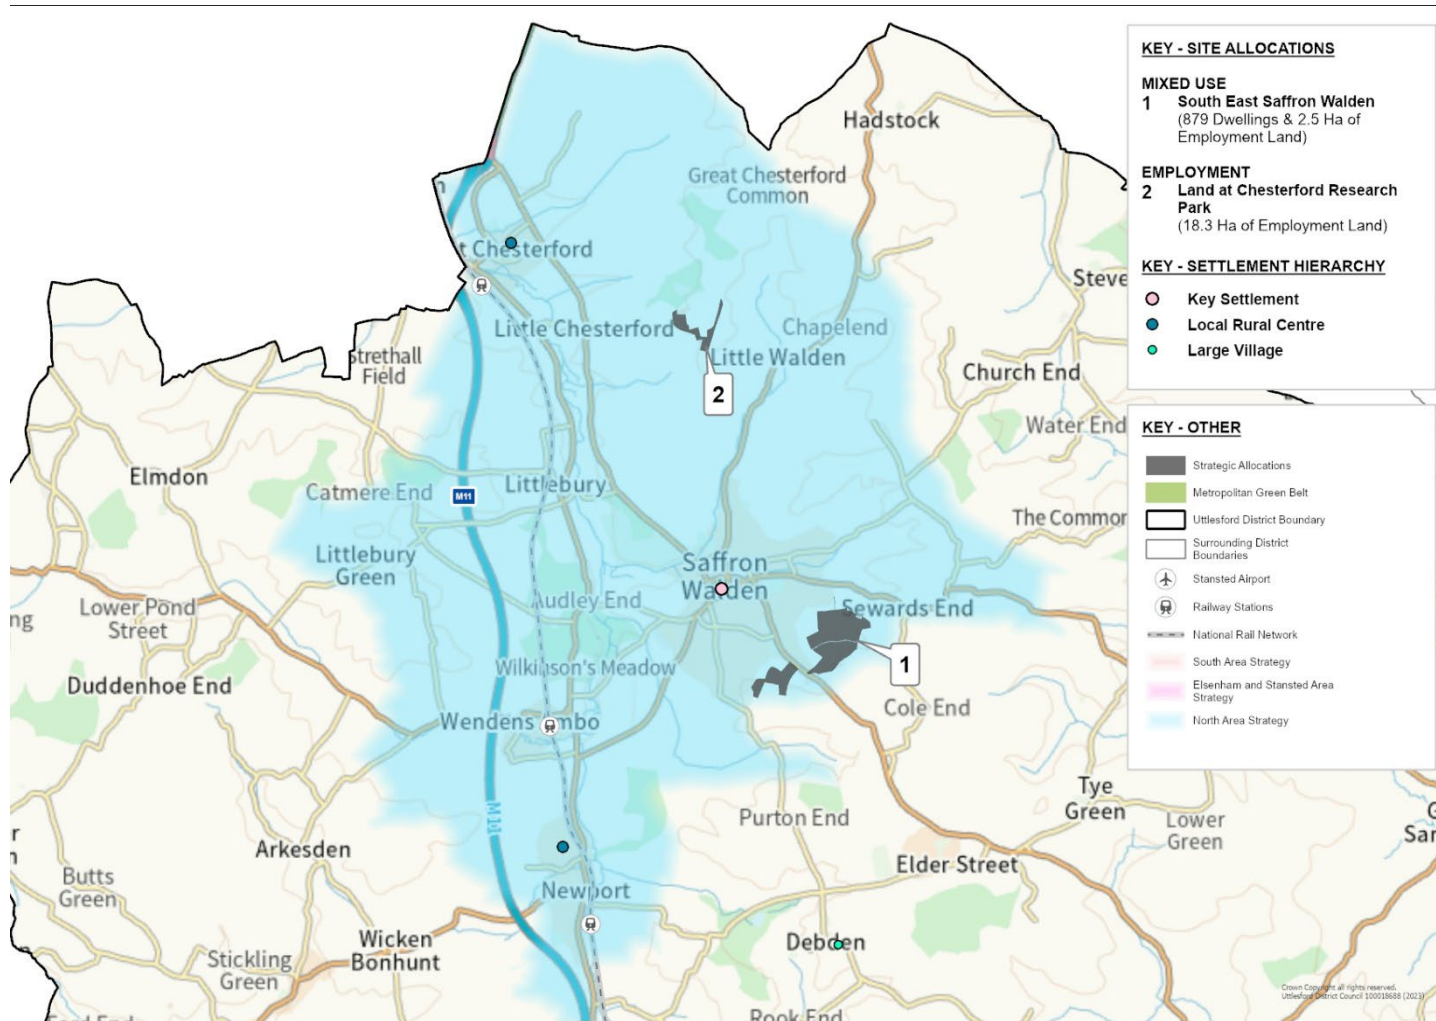 Hadstock
Great Chesterford
Common
t Chesterford
Steve
Little Chesterford
Chapelend
Strethall
Field
Little Walden
Church End
2
Water End
Elmdon
Catmere End
M11
Littlebury
The Common
Littlebury
Green
Saffron
Walden
Lower Pond
Street
ng
Audley End
Sewards End
Wilkinson's Meadow
1
Duddenhoe End
Cole End
Wendens Ambo
Tye
Green
M11
Purton End
Lower
Green
Arkesden
Elder Street
Butts
Green
Newport
Wicken
Bonhunt
Debden
Stickling
Green
Rook End
KEY - SITE ALLOCATIONS
MIXED USE
1 South East Saffron Walden
(879 Dwellings & 2.5 Ha of
Employment Land)
EMPLOYMENT
2 Land at Chesterford Research
Park
(18.3 Ha of Employment Land)
KEY - SETTLEMENT HIERARCHY
Key Settlement
Local Rural Centre
Large Village
KEY - OTHER
Strategic Allocations
Metropolitan Green Belt
Uttlesford District Boundary
Surrounding District
Boundaries
Stansted Airport
Railway Stations
National Rail Network
South Area Strategy
Elsenham and Stansted Area
Strategy
North Area Strategy
Crown Copyright all rights reserved.
Uttlesford District Council 100018688 (2023)